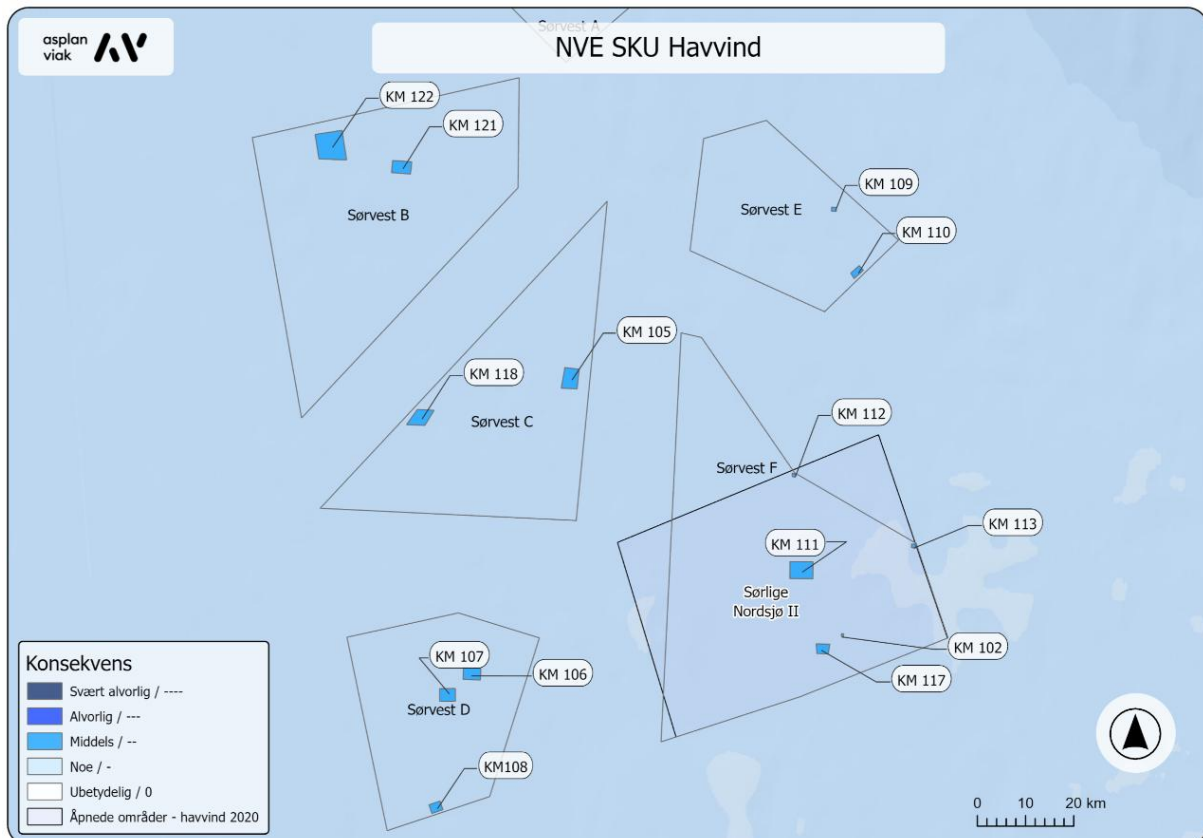 Sørvest A
asplan
viak
NVE SKU Havvind
KM 122
KM 121
KM 109
Sørvest B
Sørvest E
KM 110
KM 105
KM 118
Sørvest C
KM 112
Sørvest F
KM 113
KM 111
Sørlige
Nordsjø II
KM 102
KM 107
KM 106
KM 117
Sørvest D
KM108
Konsekvens
Svært alvorlig / ----
Alvorlig / ---
Middels / --
Noe / -
Ubetydelig / 0
Åpnede områder - havvind 2020
0 10 20 km